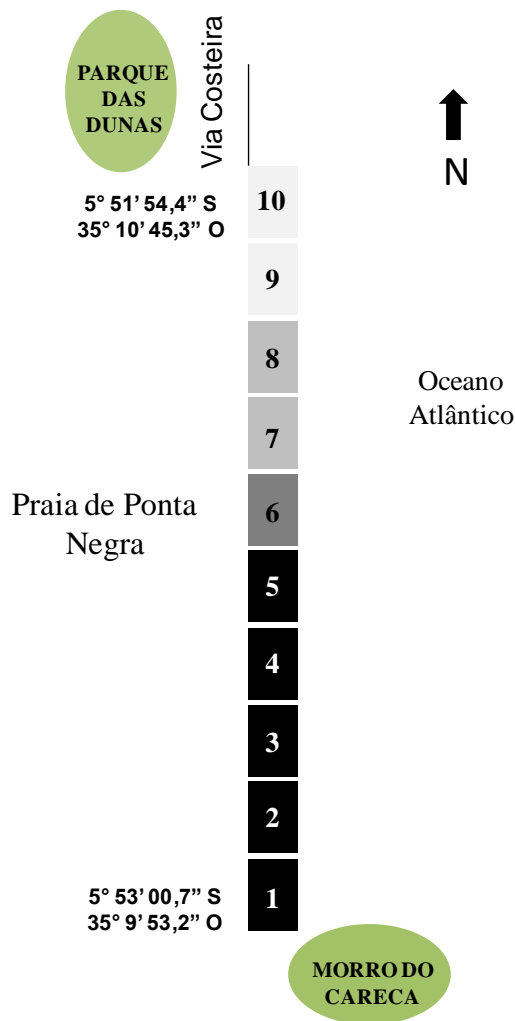 PARQUE
DAS
DUNAS
Via Costeira
N
5° 51’ 54,4” S
35° 10’ 45,3” O
10
9
8
7
6
5
4
3
2
1
Oceano
Atlântico
Praia de Ponta
Negra
5° 53’ 00,7” S
35° 9’ 53,2” O
MORRO DO
CARECA